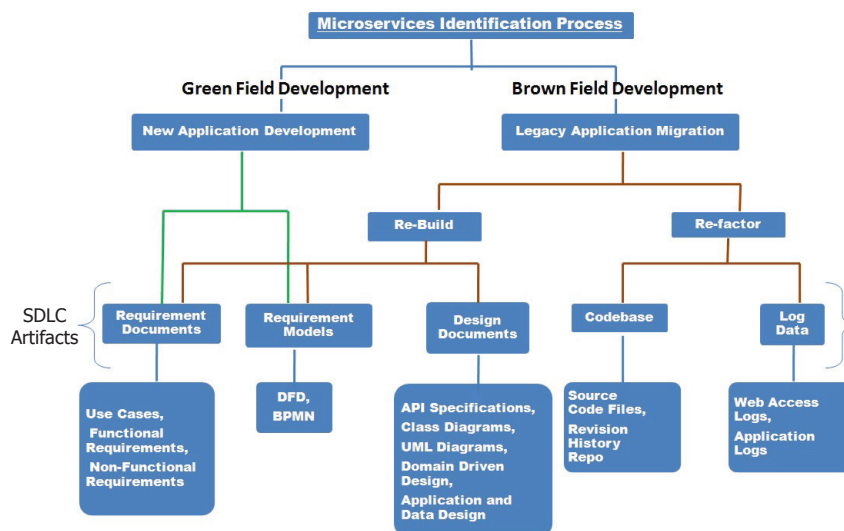 Microservices Identification Process
Green Field Development
Brown Field Development
New Application Development
Legacy Application Migration
Re-Build
Re-factor
SDLC
Artifacts
Requirement
Documents
Requirement
Models
Design
Documents
Codebase
Log
Data
Use Cases,
Functional
Requirements,
Non-Functional
Requirements
DFD,
BPMN
API Specifications,
Class Diagrams,
UML Diagrams,
Domain Driven
Design,
Application and
Data Design
Source
Code Files,
Revision
History
Repo
Web Access
Logs,
Application
Logs